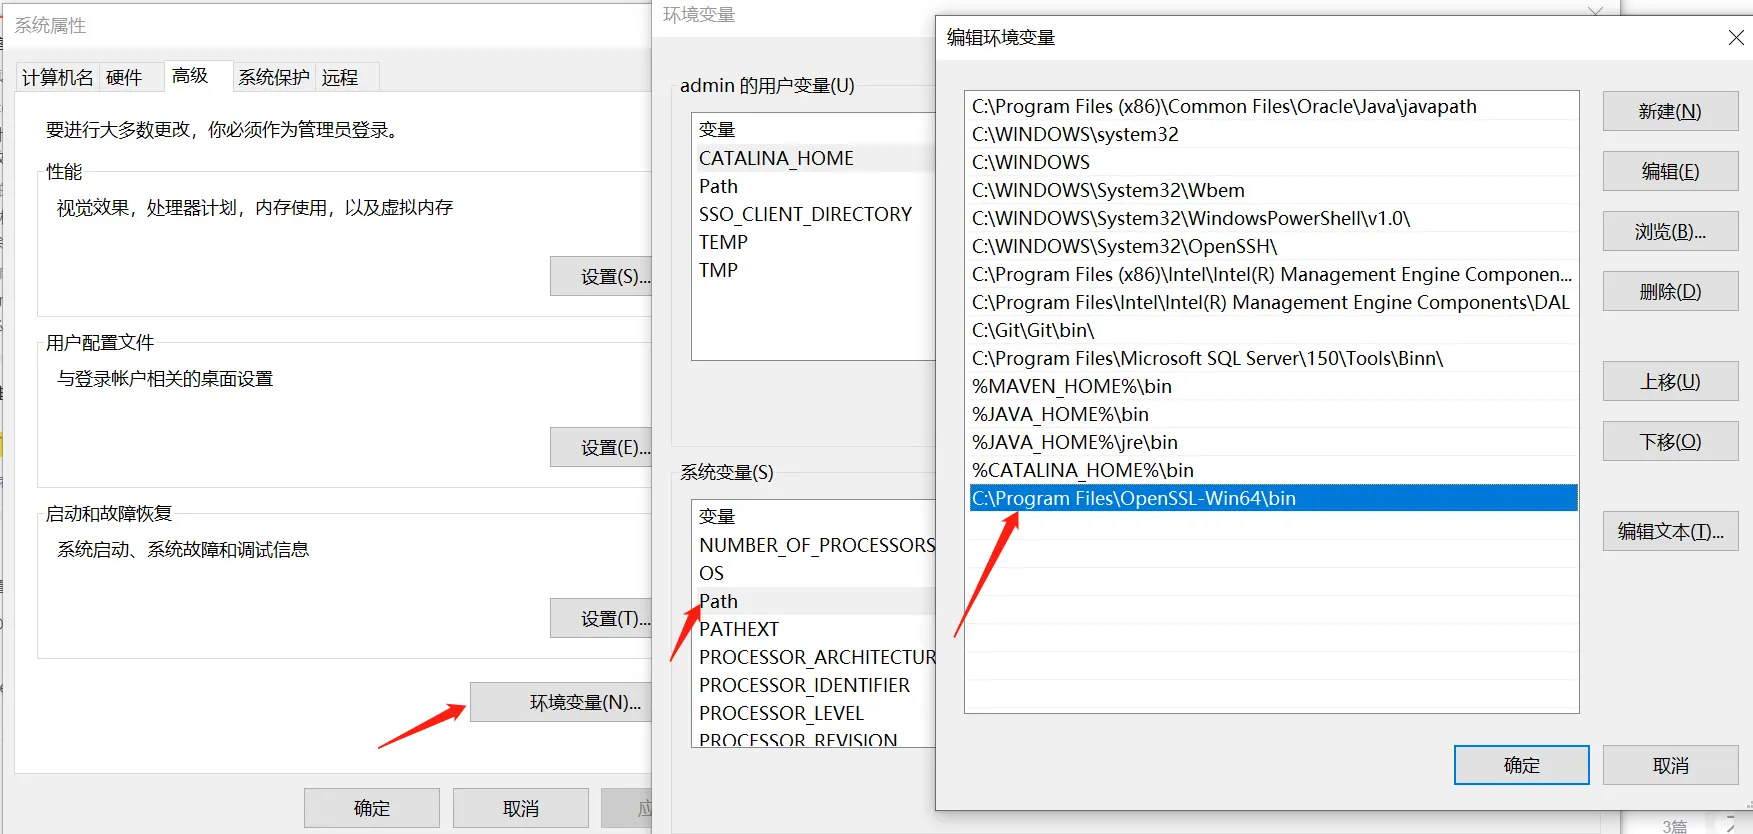 系统属性
计算机名
硬件
高级
系统保护
远程
要进行大多数更改，你必须作为管理员登录。
性能
视觉效果，处理器计划，内存使用，以及虚拟内存
设置(S)...
用户配置文件
与登录帐户相关的桌面设置
设置(E)...
启动和故障恢复
系统启动、系统故障和调试信息
设置(T)...
环境变量(N)...
确定
取消
环境变量
admin 的用户变量(U)
变量
CATALINA_HOME
Path
SSO_CLIENT_DIRECTORY
TEMP
TMP
系统变量(S)
变量
NUMBER_OF_PROCESSORS
OS
Path
PATHEXT
PROCESSOR_ARCHITECTUR
PROCESSOR_IDENTIFIER
PROCESSOR_LEVEL
PROCESSOR_REVISION
编辑环境变量
C:\Program Files (x86)\Common Files\Oracle\Java\javapath
C:\WINDOWS\system32
C:\WINDOWS
C:\WINDOWS\System32\Wbem
C:\WINDOWS\System32\WindowsPowerShell\v1.0\
C:\WINDOWS\System32\OpenSSH\
C:\Program Files (x86)\Intel\Intel(R) Management Engine Componen...
C:\Program Files\Intel\Intel(R) Management Engine Components\DAL
C:\Git\Git\bin\
C:\Program Files\Microsoft SQL Server\150\Tools\Binn\
%MAVEN_HOME%\bin
%JAVA_HOME%\bin
%JAVA_HOME%\jre\bin
%CATALINA_HOME%\bin
C:\Program Files\OpenSSL-Win64\bin
新建(N)
编辑(E)
浏览(B)...
删除(D)
上移(U)
下移(O)
编辑文本(T)...
确定
取消
3篇